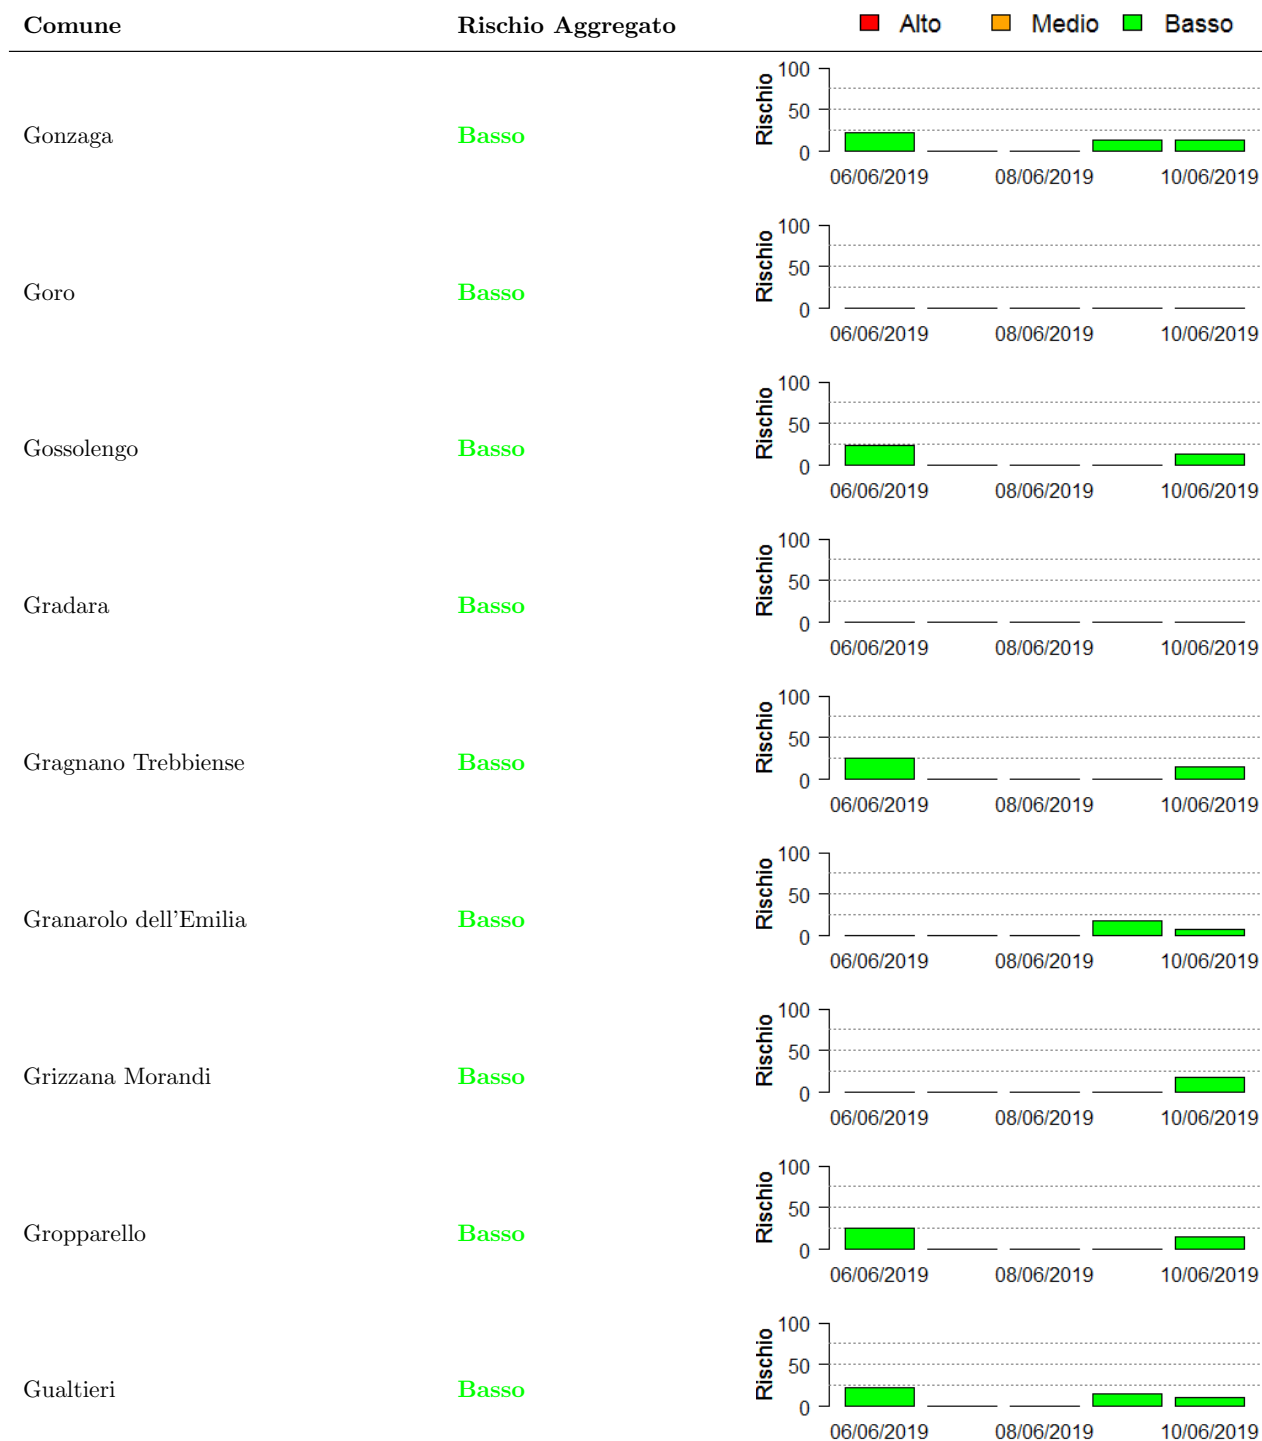 Comune Rischio Aggregato Alto Medio Basso
100
50
0
Rischio
Gonzaga Basso
06/06/2019 08/06/2019 10/06/2019
100
50
0
Rischio
Goro Basso
06/06/2019 08/06/2019 10/06/2019
100
50
0
Rischio
Gossolengo Basso
06/06/2019 08/06/2019 10/06/2019
100
50
0
Rischio
Gradara Basso
06/06/2019 08/06/2019 10/06/2019
100
50
0
Rischio
Gragnano Trebbiense Basso
06/06/2019 08/06/2019 10/06/2019
100
50
0
Rischio
Granarolo dell'Emilia Basso
06/06/2019 08/06/2019 10/06/2019
100
50
0
Rischio
Grizzana Morandi Basso
06/06/2019 08/06/2019 10/06/2019
100
50
0
Rischio
Gropparello Basso
06/06/2019 08/06/2019 10/06/2019
100
50
0
Rischio
Gualtieri Basso
06/06/2019 08/06/2019 10/06/2019